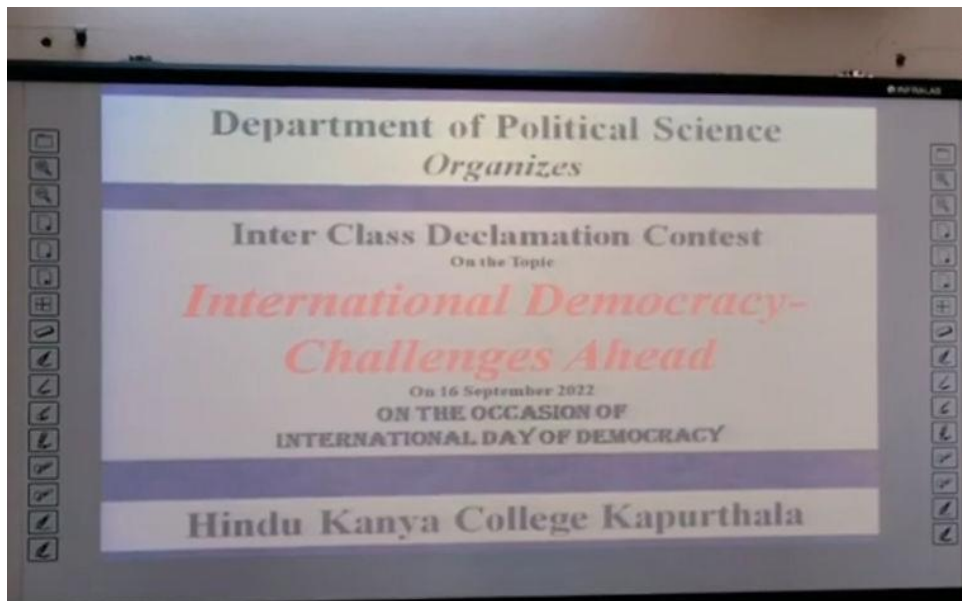 INFRALAB
Department of Political Science
Organizes
Inter Class Declamation Contest
On the Topic
International Democracy-
Challenges Ahead
On 16 September 2022
ON THE OCCASION OF
INTERNATIONAL DAY OF DEMOCRACY
Hindu Kanya College Kapurthala